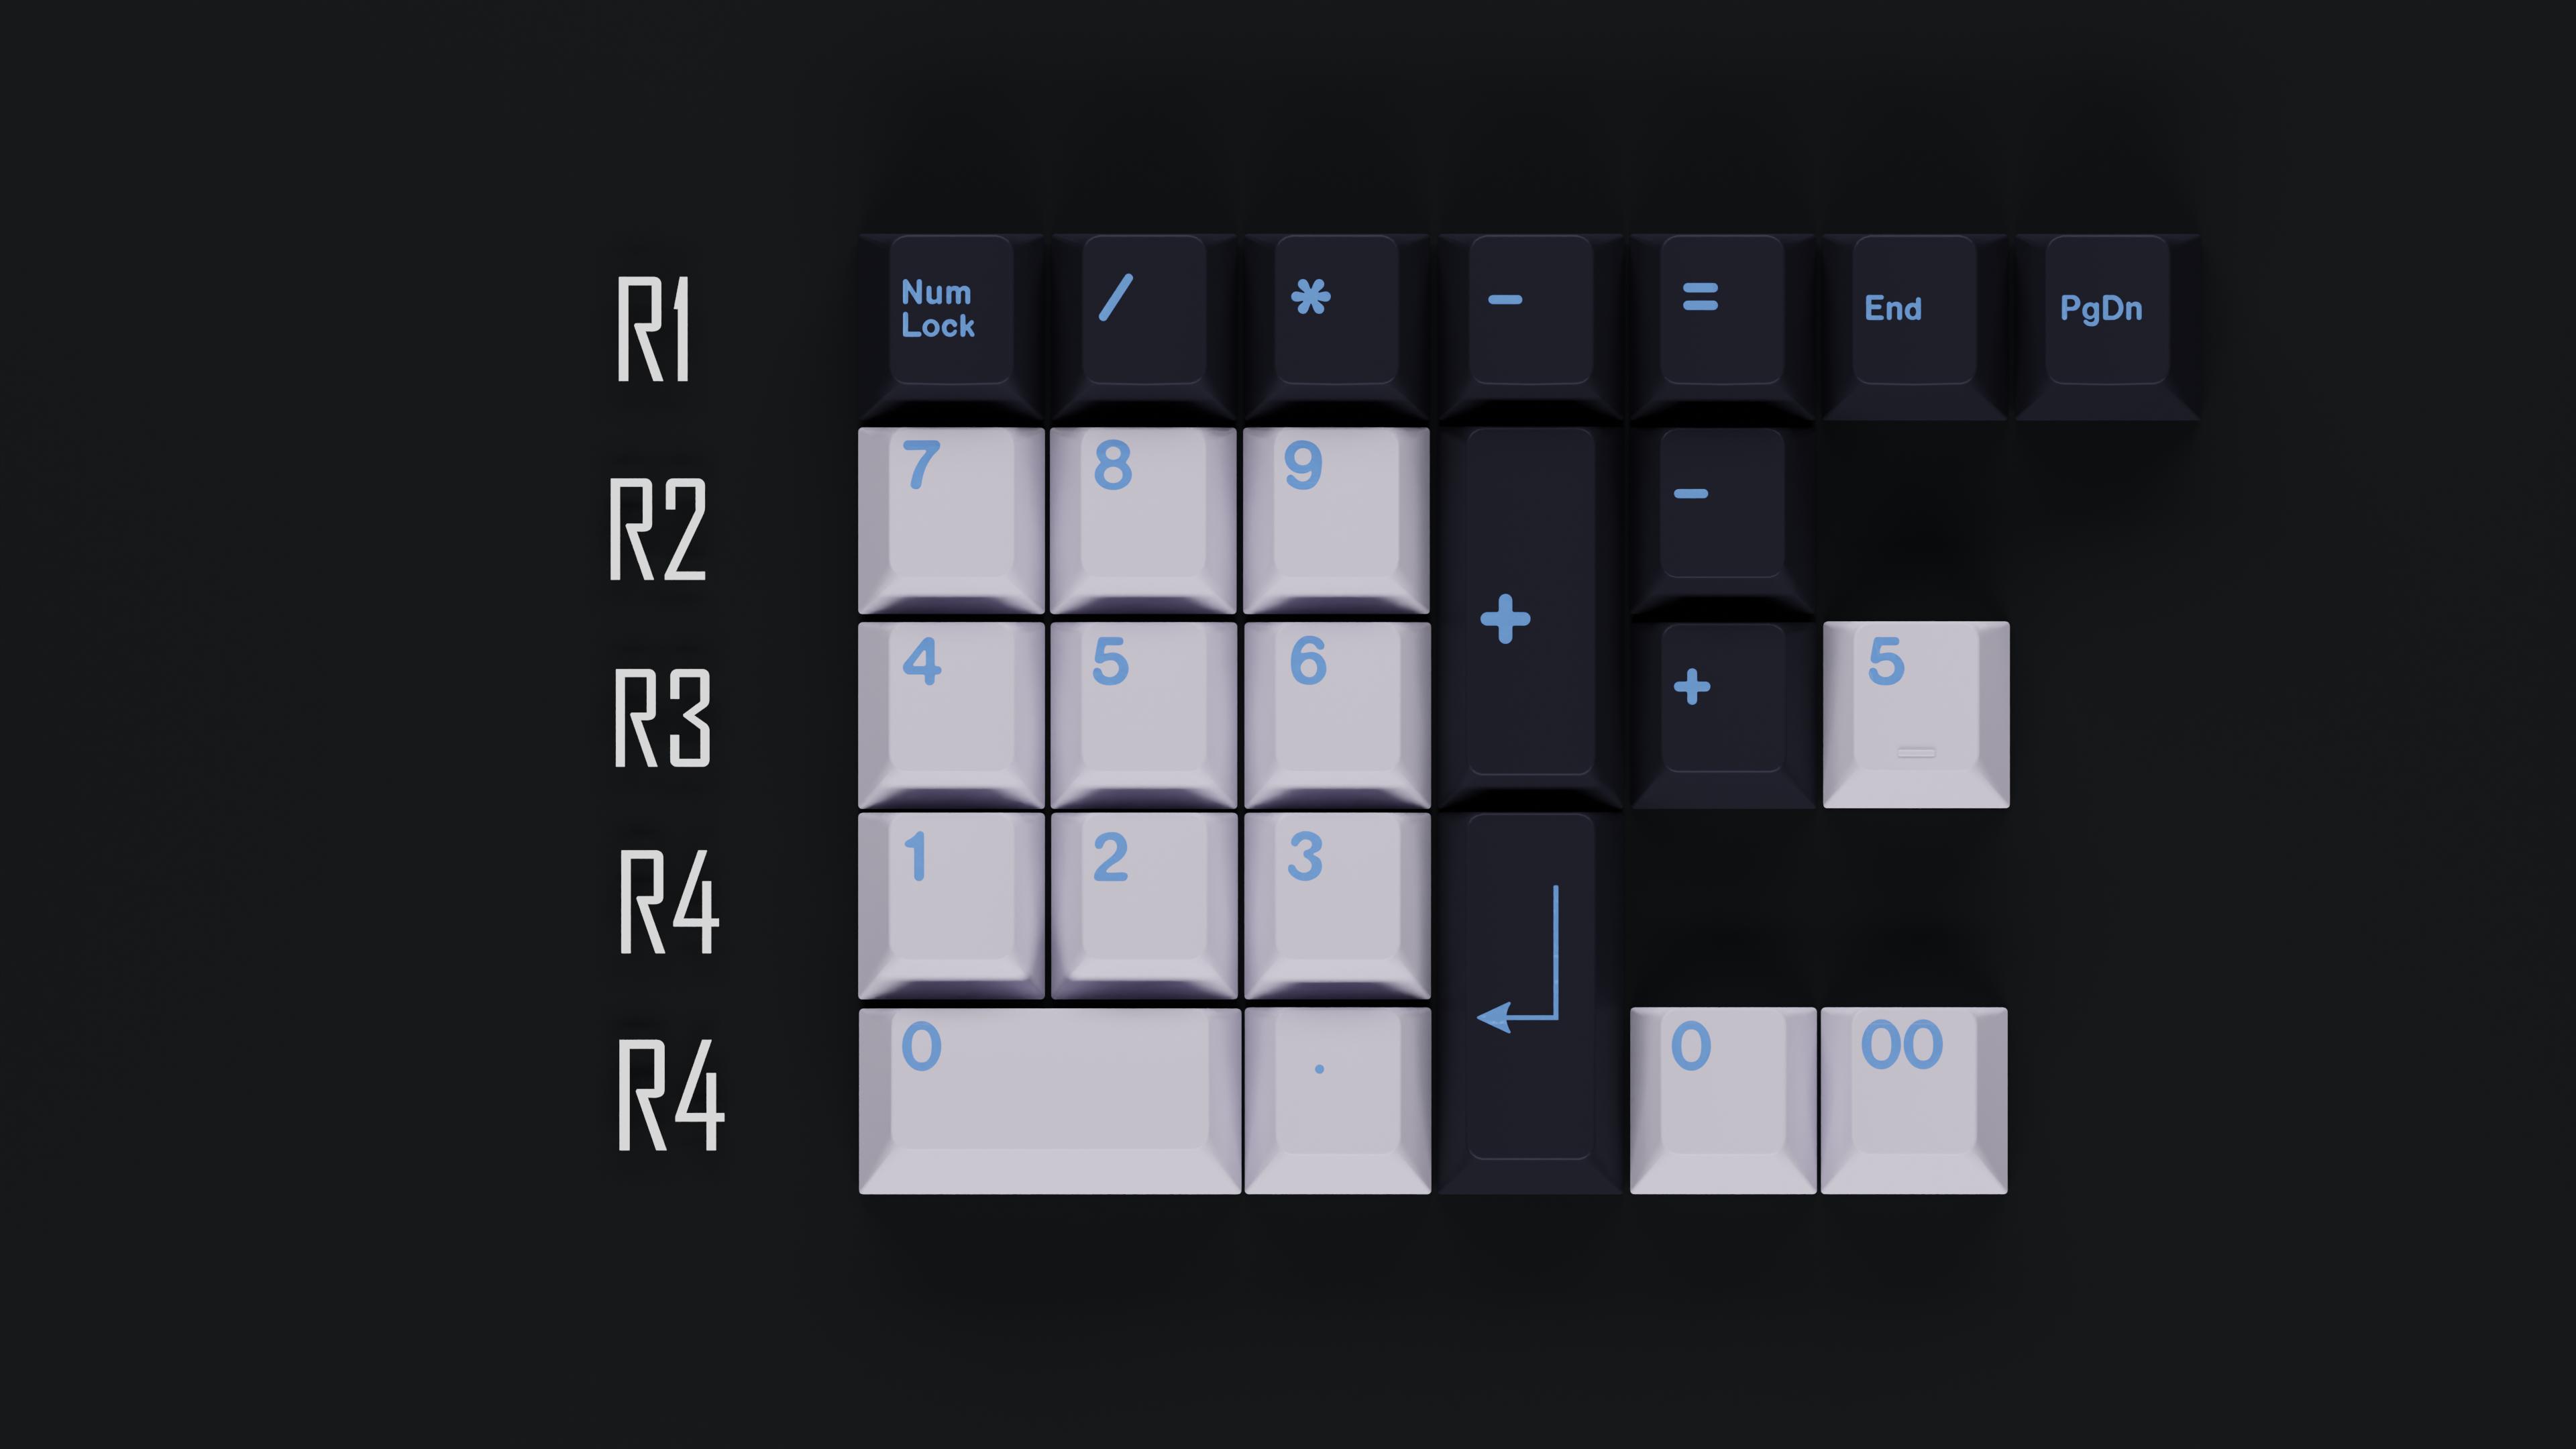 R1 Num Lock / * - = End PgDn
R2 7 8 9 + -
R3 4 5 6 + 5
R4 1 2 3
R4 0 . 0 00